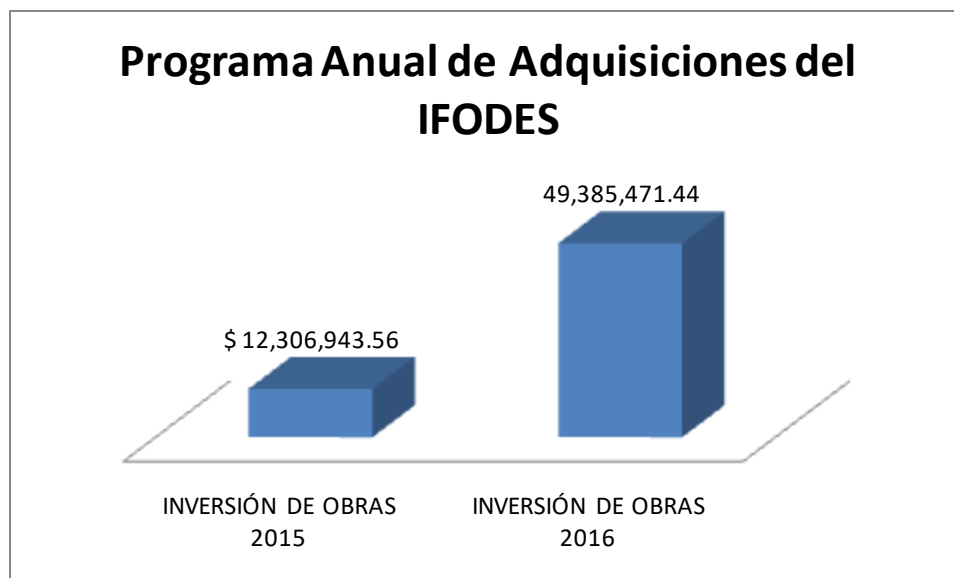 Programa Anual de Adquisiciones del
IFODES
49,385,471.44
$ 12,306,943.56
INVERSIÓN DE OBRAS
2015
INVERSIÓN DE OBRAS
2016